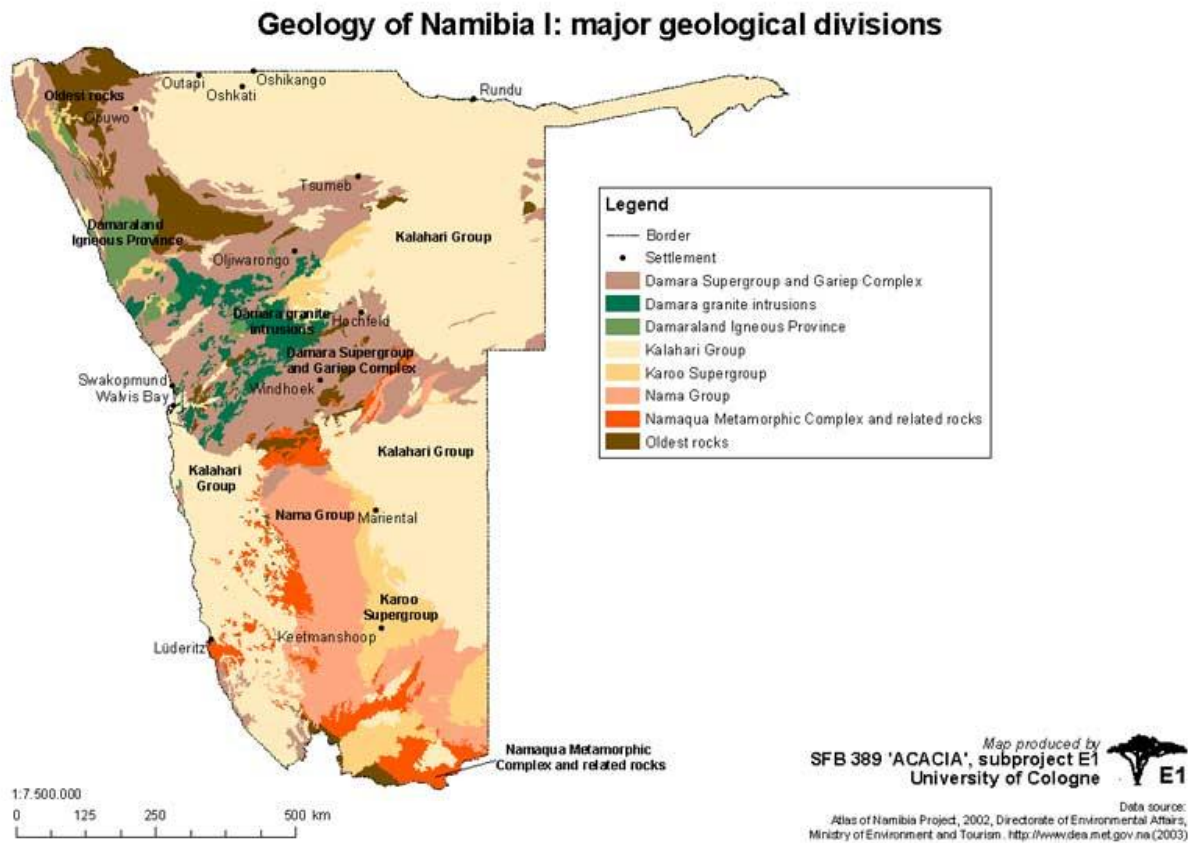 Geology of Namibia I: major geological divisions
Outapi
Oshikango
Oshkati
Rundu
Oldest rocks
Opuwo
Tsumeb
Damaraland
Igneous Province
Kalahari Group
Oljiwarongo
Damara granite
intrusions
Hochfeld
Damara Supergroup
and Gariep Complex
Swakopmund
Walvis Bay
Windhoek
Kalahari
Group
Kalahari Group
Nama Group
Mariental
Karoo
Supergroup
Keetmanshoop
Lüderitz
Namaqua Metamorphic
Complex and related rocks
Legend
Border
Settlement
Damara Supergroup and Gariep Complex
Damara granite intrusions
Damaraland Igneous Province
Kalahari Group
Karoo Supergroup
Nama Group
Namaqua Metamorphic Complex and related rocks
Oldest rocks
1:7.500.000
0 125 250 500 km
Map produced by
SFB 389 'ACACIA', subproject E1
University of Cologne
E1
Data source:
Atlas of Namibia Project, 2002, Directorate of Environmental Affairs,
Ministry of Environment and Tourism. http://www.dea.met.gov.na (2003)